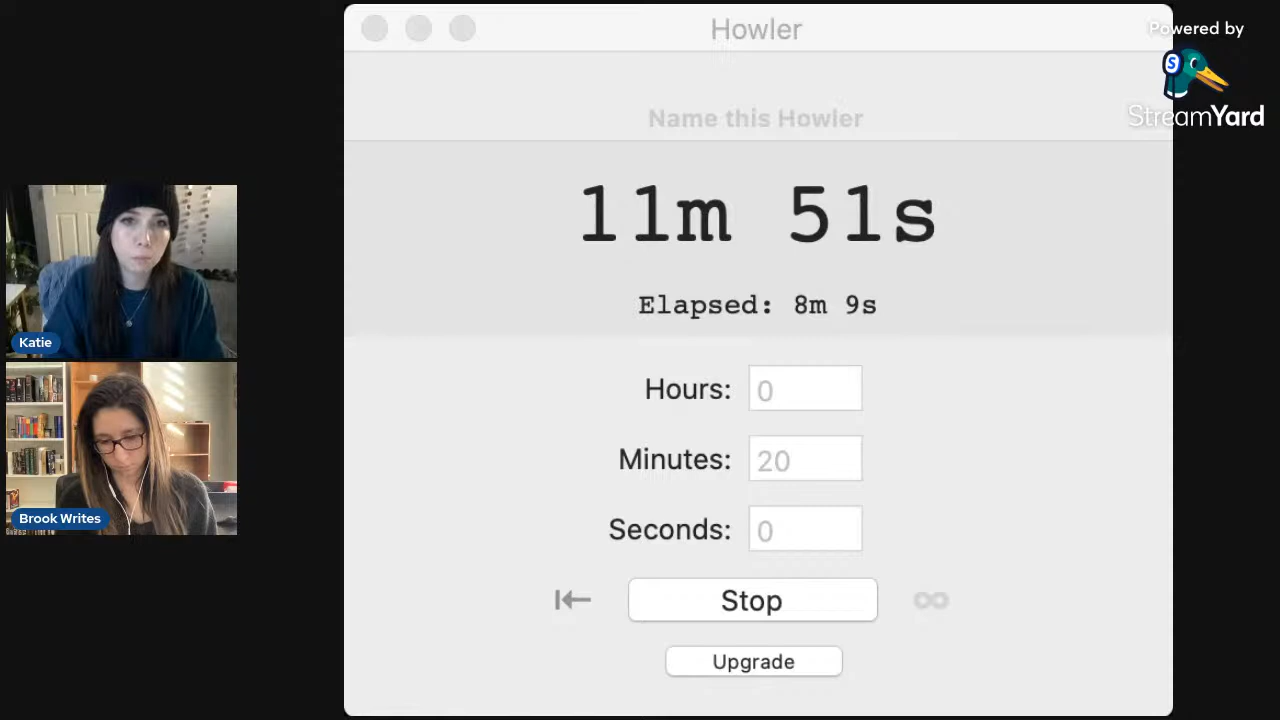 Howler
Powered by
StreamYard
Name this Howler
11m 51s
Elapsed: 8m 9s
Hours: 0
Minutes: 20
Seconds: 0
Stop
Upgrade
Katie
Brook Writes